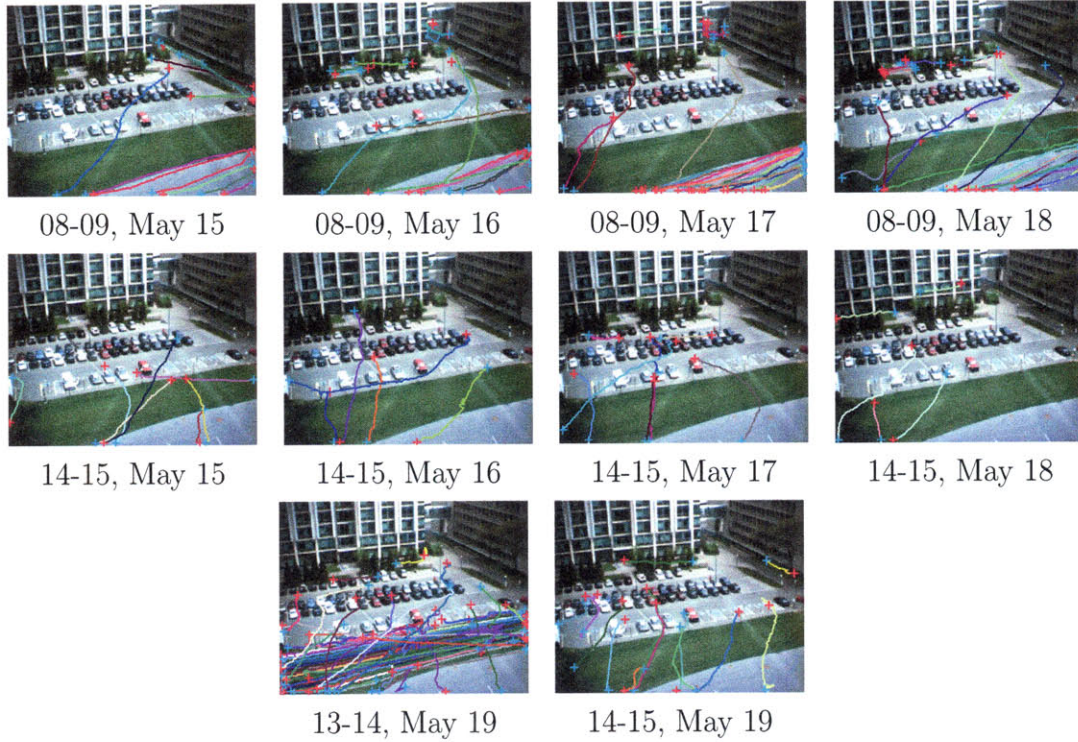 08-09, May 15
08-09, May 16
08-09, May 17
08-09, May 18
14-15, May 15
14-15, May 16
14-15, May 17
14-15, May 18
13-14, May 19
14-15, May 19